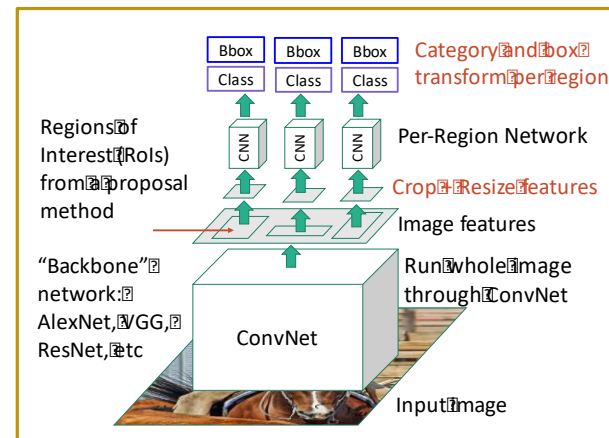 Bbox Bbox Bbox
Class Class Class
Category and box
transform per region
Regions of
Interest (RoIs)
from a proposal
method
CNN CNN CNN
Per-Region Network
Crop + Resize features
Image features
“Backbone”
network:
AlexNet, VGG,
ResNet, etc
Run whole image
through ConvNet
ConvNet
Input image